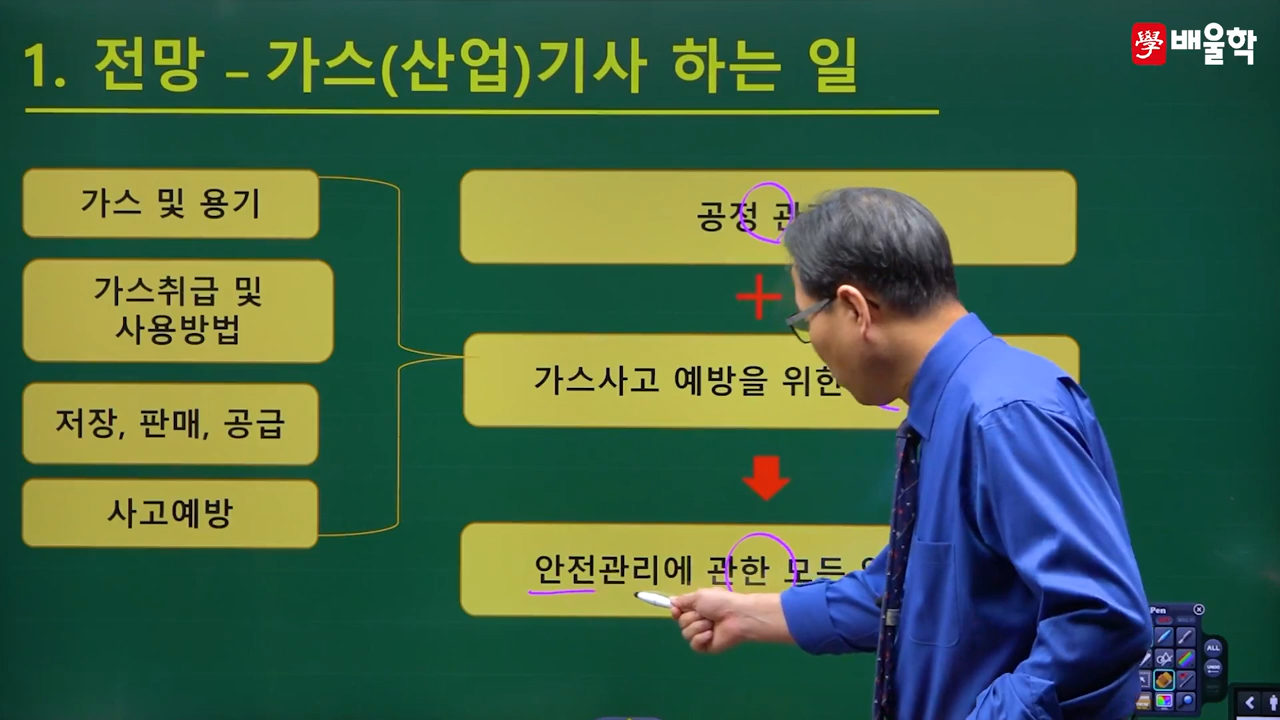 1. 전망 – 가스(산업)기사 하는 일
學 배울학
가스 및 용기
가스취급 및
사용방법
저장, 판매, 공급
사고예방
공정
+
가스사고 예방을 위한
안전관리에 관한 모든
Pen
ALL
UNDO